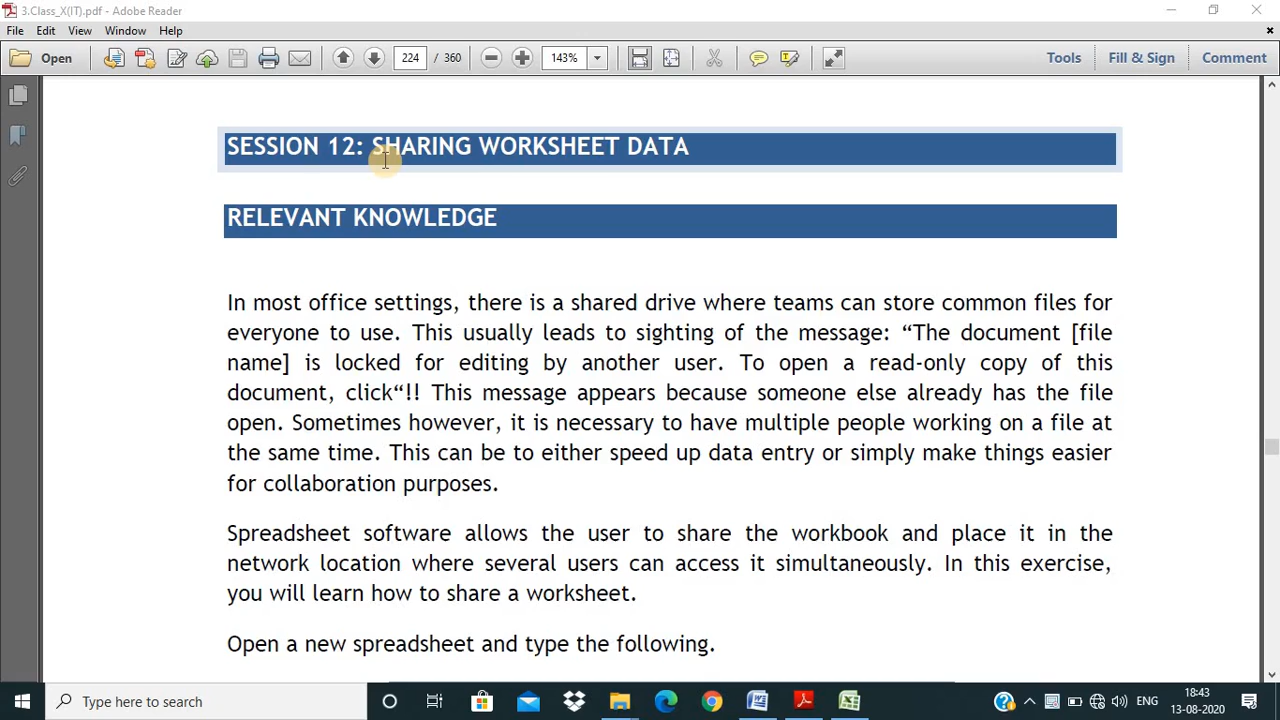 3.Class_X(IT).pdf - Adobe Reader
File Edit View Window Help
Open 224 / 360 143% Tools Fill & Sign Comment
SESSION 12: SHARING WORKSHEET DATA
RELEVANT KNOWLEDGE
In most office settings, there is a shared drive where teams can store common files for
everyone to use. This usually leads to sighting of the message: “The document [file
name] is locked for editing by another user. To open a read-only copy of this
document, click“!! This message appears because someone else already has the file
open. Sometimes however, it is necessary to have multiple people working on a file at
the same time. This can be to either speed up data entry or simply make things easier
for collaboration purposes.
Spreadsheet software allows the user to share the workbook and place it in the
network location where several users can access it simultaneously. In this exercise,
you will learn how to share a worksheet.
Open a new spreadsheet and type the following.
Type here to search
ENG
18:43
13-08-2020